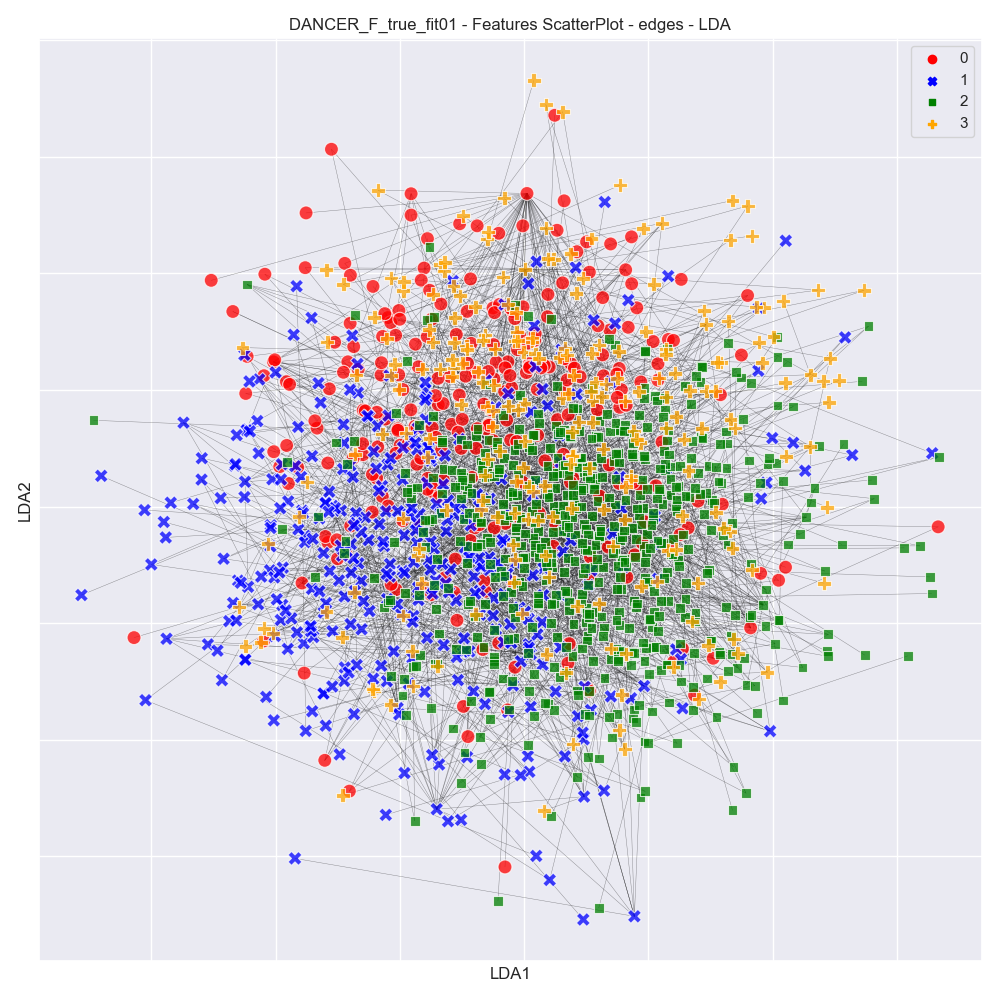 DANCER_F_true_fit01 - Features ScatterPlot - edges - LDA
0
1
2
3
LDA2
LDA1